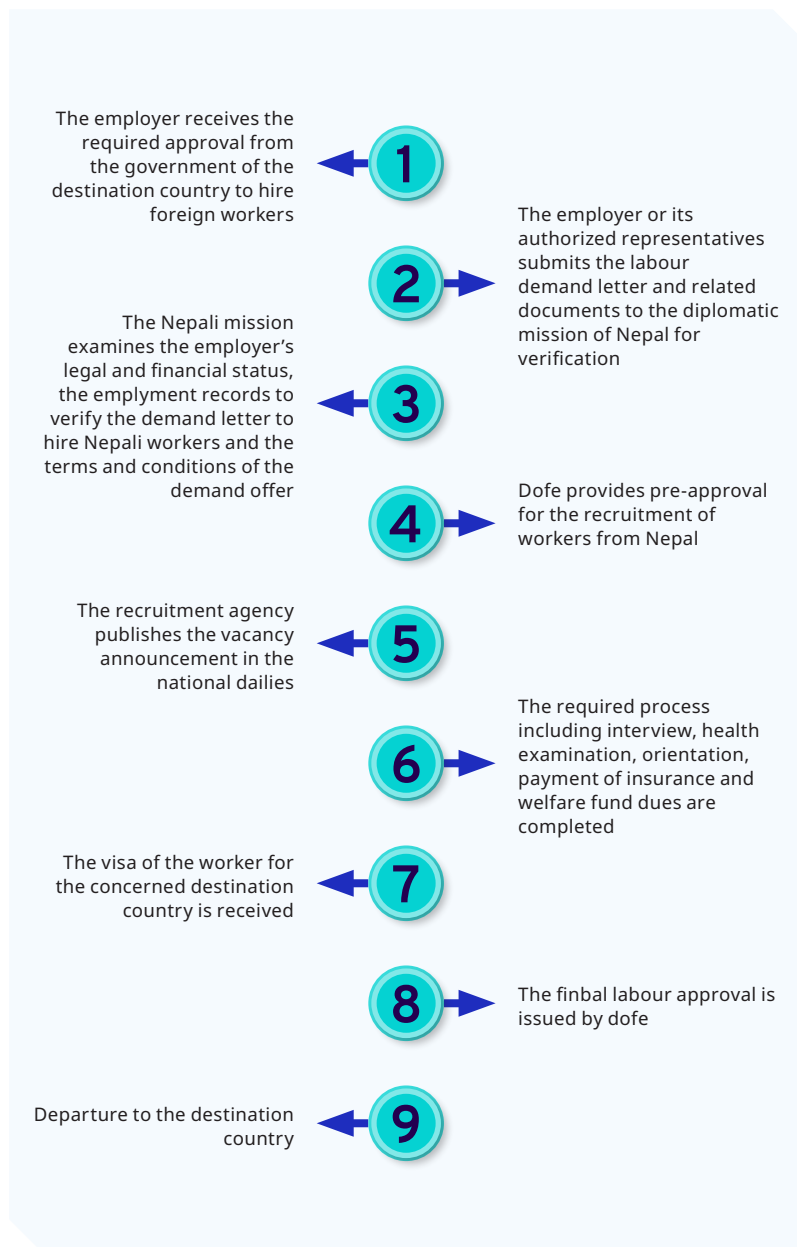 The employer receives the
required approval from
the government of the
destination country to hire
foreign workers
1
2
The employer or its
authorized representatives
submits the labour
demand letter and related
documents to the diplomatic
mission of Nepal for
verification
The Nepali mission
examines the employer’s
legal and financial status,
the emplyment records to
verify the demand letter to
hire Nepali workers and the
terms and conditions of the
demand offer
3
4
Dofe provides pre-approval
for the recruitment of
workers from Nepal
The recruitment agency
publishes the vacancy
announcement in the
national dailies
5
6
The required process
including interview, health
examination, orientation,
payment of insurance and
welfare fund dues are
completed
The visa of the worker for
the concerned destination
country is received
7
8
The finbal labour approval is
issued by dofe
Departure to the destination
country
9